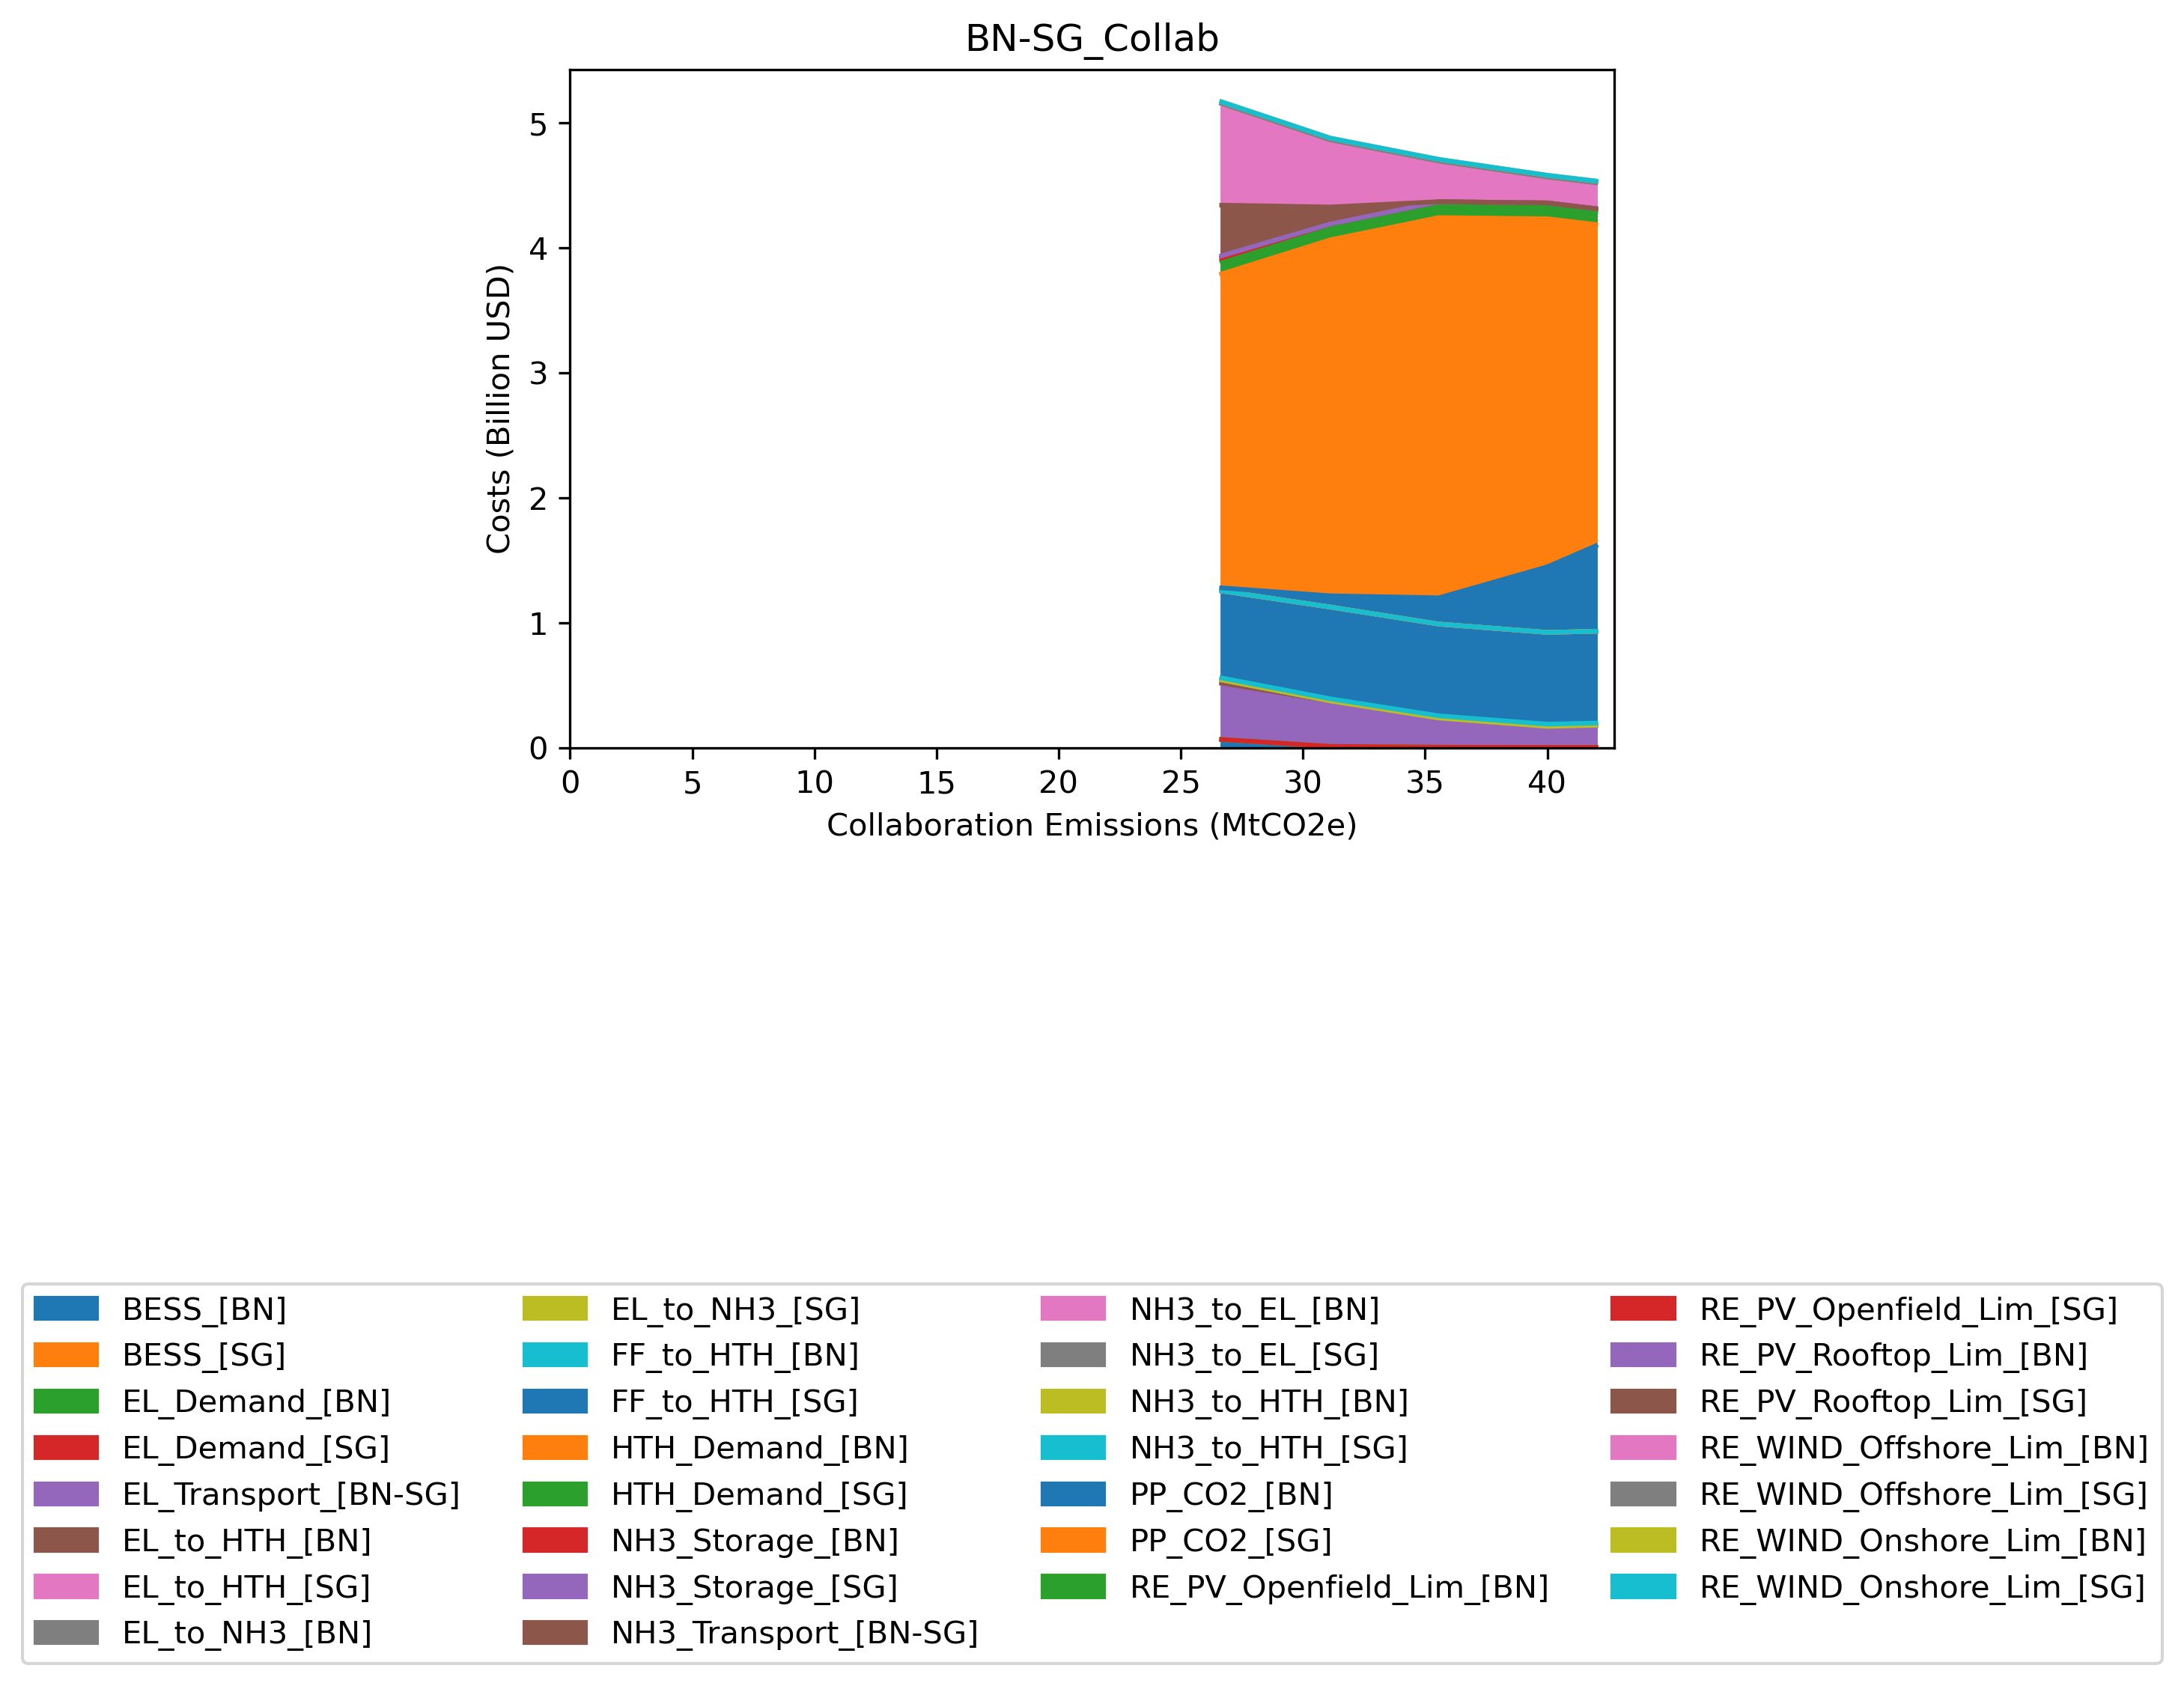 BN-SG_Collab
5
4
3
2
1
0
Costs (Billion USD)
0 5 10 15 20 25 30 35 40
Collaboration Emissions (MtCO2e)
BESS_[BN]
BESS_[SG]
EL_Demand_[BN]
EL_Demand_[SG]
EL_Transport_[BN-SG]
EL_to_HTH_[BN]
EL_to_HTH_[SG]
EL_to_NH3_[BN]
EL_to_NH3_[SG]
FF_to_HTH_[BN]
FF_to_HTH_[SG]
HTH_Demand_[BN]
HTH_Demand_[SG]
NH3_Storage_[BN]
NH3_Storage_[SG]
NH3_Transport_[BN-SG]
NH3_to_EL_[BN]
NH3_to_EL_[SG]
NH3_to_HTH_[BN]
NH3_to_HTH_[SG]
PP_CO2_[BN]
PP_CO2_[SG]
RE_PV_Openfield_Lim_[BN]
RE_PV_Openfield_Lim_[SG]
RE_PV_Rooftop_Lim_[BN]
RE_PV_Rooftop_Lim_[SG]
RE_WIND_Offshore_Lim_[BN]
RE_WIND_Offshore_Lim_[SG]
RE_WIND_Onshore_Lim_[BN]
RE_WIND_Onshore_Lim_[SG]